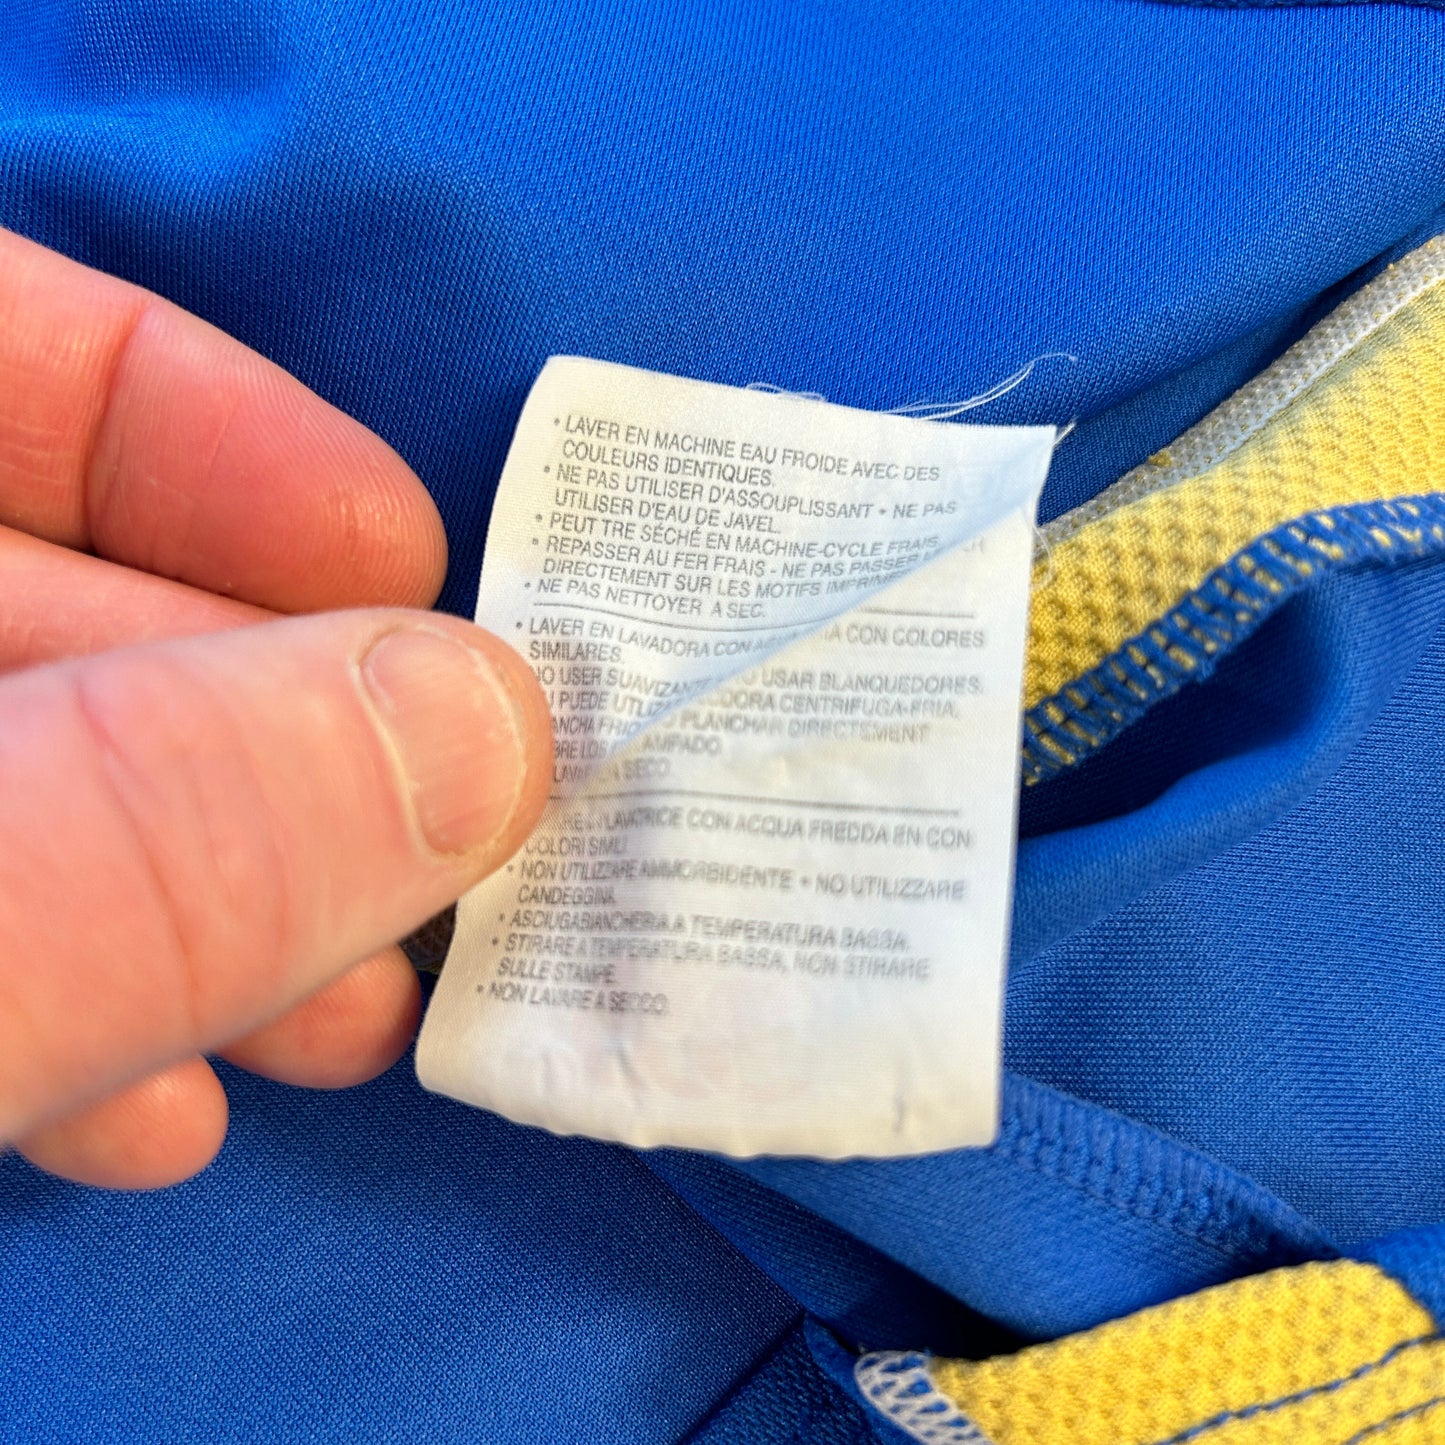 • LAVER EN MACHINE EAU FROIDE AVEC DES
COULEURS IDENTIQUES.
• NE PAS UTILISER D'ASSOUPLISSANT • NE PAS
UTILISER D'EAU DE JAVEL.
• PEUT TRE SÉCHÉ EN MACHINE-CYCLE FRAIS.
• REPASSER AU FER FRAIS - NE PAS PASSER
DIRECTEMENT SUR LES MOTIFS
• NE PAS NETTOYER A SEC.
• LAVER EN LAVADORA CON CON COLORES
SIMILARES.
USER USAR BLANQUEDORES.
PUEDE CENTRIFUGA-FRIA.
PLANCHAR DIRECTEMENT
LOS
SECO
CON ACQUA FREDDA EN CON
COLORI SIMILI
• NON UTILIZZARE AMMORBIDENTE • NO UTILIZZARE
CANDEGGINA.
• ASCIUGABIANCHERIA A TEMPERATURA BASSA.
• STIRARE A TEMPERATURA BASSA, NON STIRARE
SULLE STAMPE.
• NON LAVARE A SECCO.